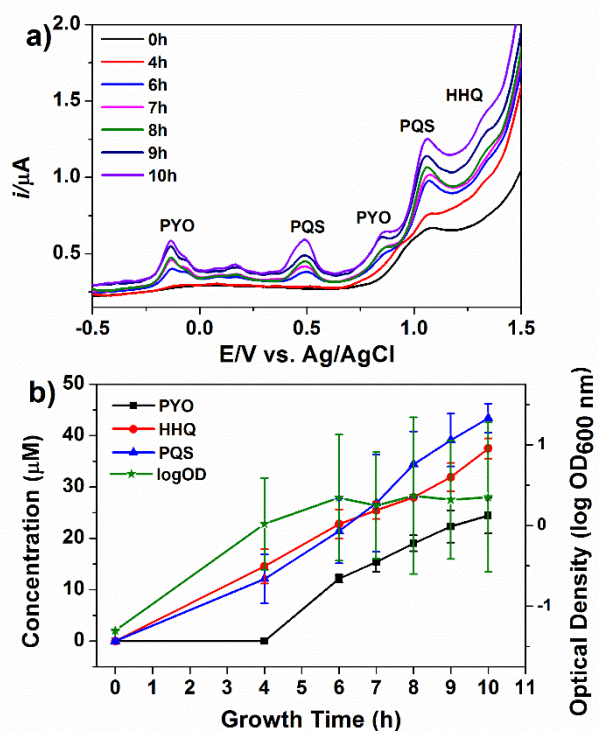 a)
2.0
1.5
1.0
0.5
i/μA
0h
4h
6h
7h
8h
9h
10h
PYO
PQS
PYO
PQS
HHQ
-0.5 0.0 0.5 1.0 1.5
E/V vs. Ag/AgCl
b)
50
40
30
20
10
0
Concentration (μM)
PYO
HHQ
PQS
logOD
1
0
-1
Optical Density (log OD600 nm)
0 1 2 3 4 5 6 7 8 9 10 11
Growth Time (h)